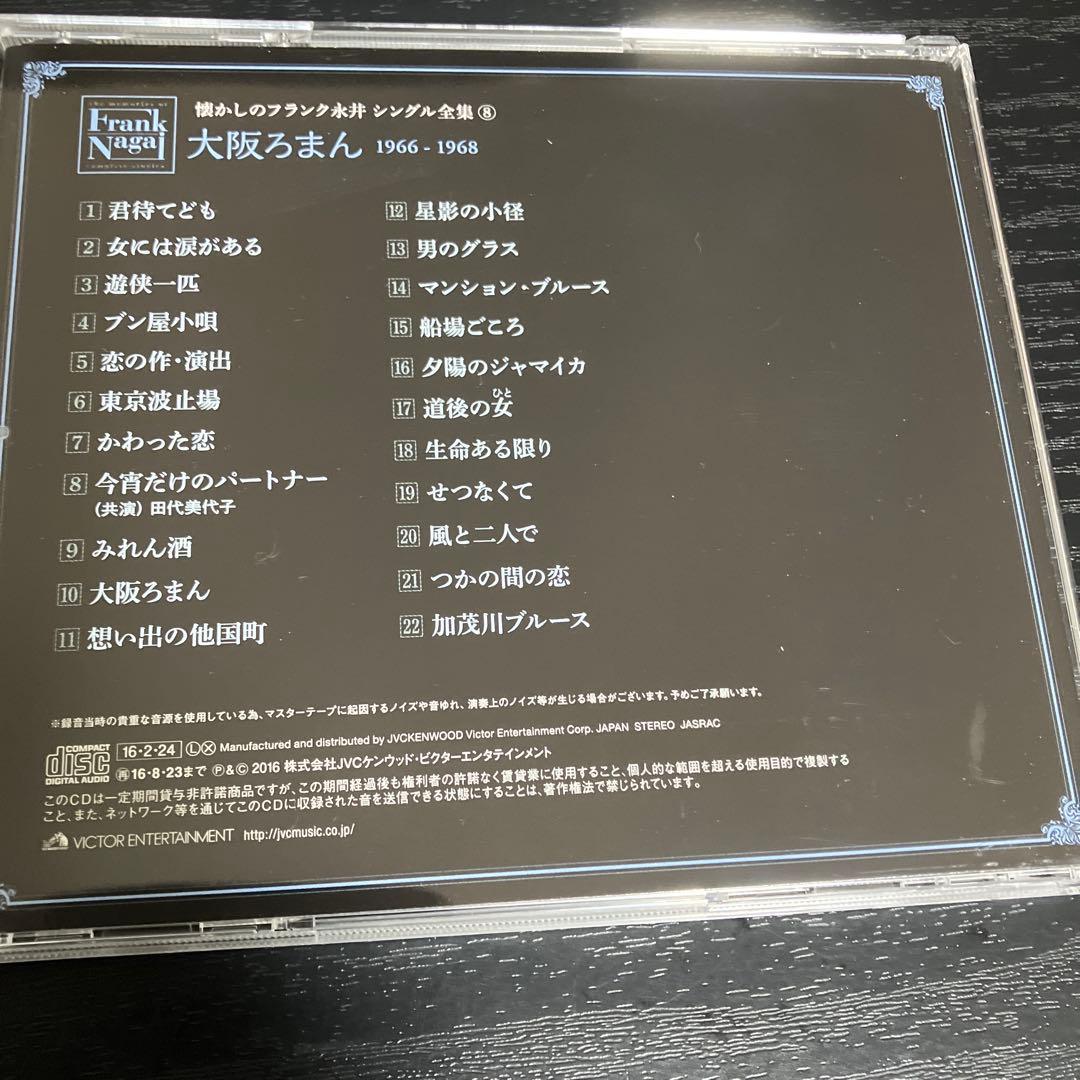 the memories of
Frank
Nagai
complete singles
懐かしのフランク永井 シングル全集⑧
大阪ろまん 1966 - 1968
1 君待てども
2 女には涙がある
3 遊侠一匹
4 ブン屋小唄
5 恋の作・演出
6 東京波止場
7 かわった恋
8 今宵だけのパートナー
(共演) 田代美代子
9 みれん酒
10 大阪ろまん
11 想い出の他国町
12 星影の小径
13 男のグラス
14 マンション・ブルース
15 船場ごころ
16 夕陽のジャマイカ
17 道後の女
ひと
18 生命ある限り
19 せつなくて
20 風と二人で
21 つかの間の恋
22 加茂川ブルース
※録音当時の貴重な音源を使用している為、マスターテープに起因するノイズや音ゆれ、演奏上のノイズ等が生じる場合がございます。予めご了承願います。
COMPACT
disc
DIGITAL AUDIO
16・2・24 Ⓛ Ⓧ Manufactured and distributed by JVCKENWOOD Victor Entertainment Corp. JAPAN STEREO JASRAC
再 16・8・23まで Ⓟ&© 2016 株式会社JVCケンウッド・ビクターエンタテインメント
このCDは一定期間貸与非許諾商品ですが、この期間経過後も権利者の許諾なく賃貸業に使用すること、個人的な範囲を超える使用目的で複製する
こと、また、ネットワーク等を通じてこのCDに収録された音を送信できる状態にすることは、著作権法で禁じられています。
VICTOR ENTERTAINMENT http://jvcmusic.co.jp/